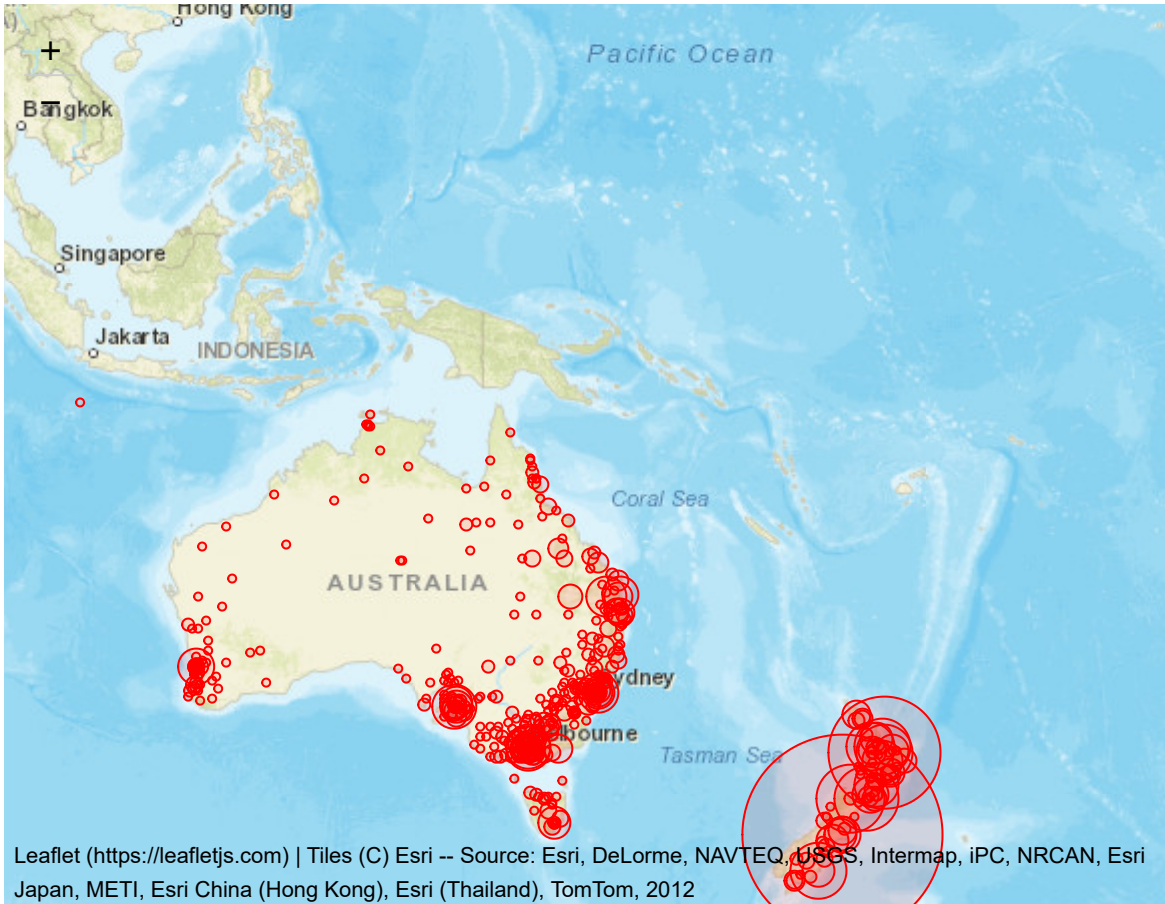 Hong Kong
+
Pacific Ocean
Bangkok
−
Singapore
Jakarta
INDONESIA
Coral Sea
AUSTRALIA
ydney
lbourne
Tasman Sea
Leaflet (https://leafletjs.com) | Tiles (C) Esri -- Source: Esri, DeLorme, NAVTEQ, USGS, Intermap, iPC, NRCAN, Esri
Japan, METI, Esri China (Hong Kong), Esri (Thailand), TomTom, 2012